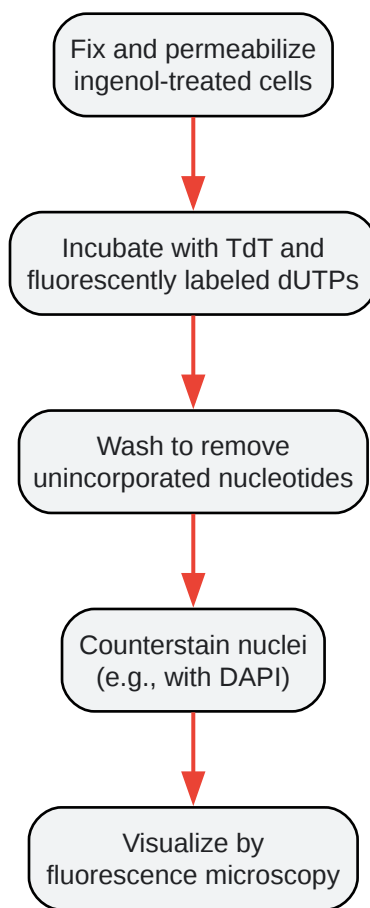 Fix and permeabilize
ingenol-treated cells
Incubate with TdT and
fluorescently labeled dUTPs
Wash to remove
unincorporated nucleotides
Counterstain nuclei
(e.g., with DAPI)
Visualize by
fluorescence microscopy